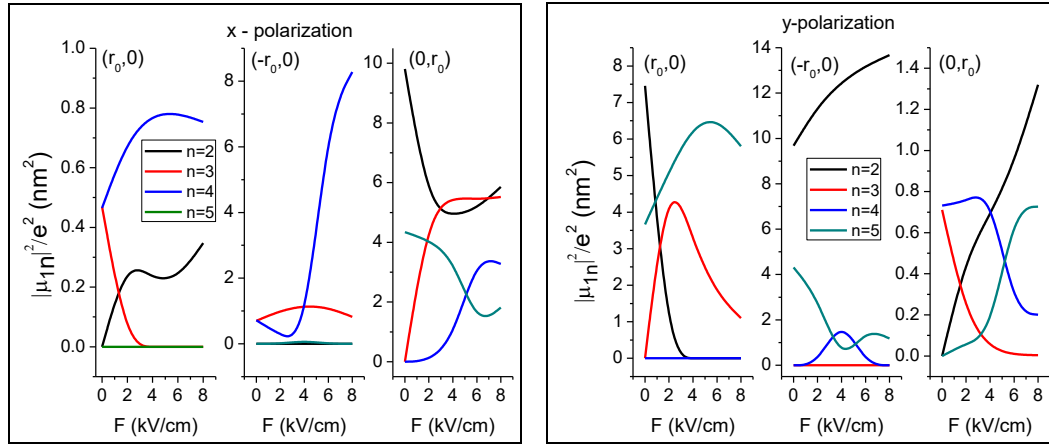 x - polarization
(r₀,0)
(-r₀,0)
(0,r₀)
|μ₁ₙ|²/e² (nm²)
1.0
0.8
0.6
0.4
0.2
0.0
8
6
4
2
0
10
8
6
4
2
0
n=2
n=3
n=4
n=5
0 2 4 6 8
0 2 4 6 8
0 2 4 6 8
F (kV/cm)
F (kV/cm)
F (kV/cm)
y-polarization
(r₀,0)
(-r₀,0)
(0,r₀)
|μ₁ₙ|²/e² (nm²)
8
7
6
5
4
3
2
1
0
14
12
10
8
6
4
2
0
1.4
1.2
1.0
0.8
0.6
0.4
0.2
0.0
n=2
n=3
n=4
n=5
0 2 4 6 8
0 2 4 6 8
0 2 4 6 8
F (kV/cm)
F (kV/cm)
F (kV/cm)